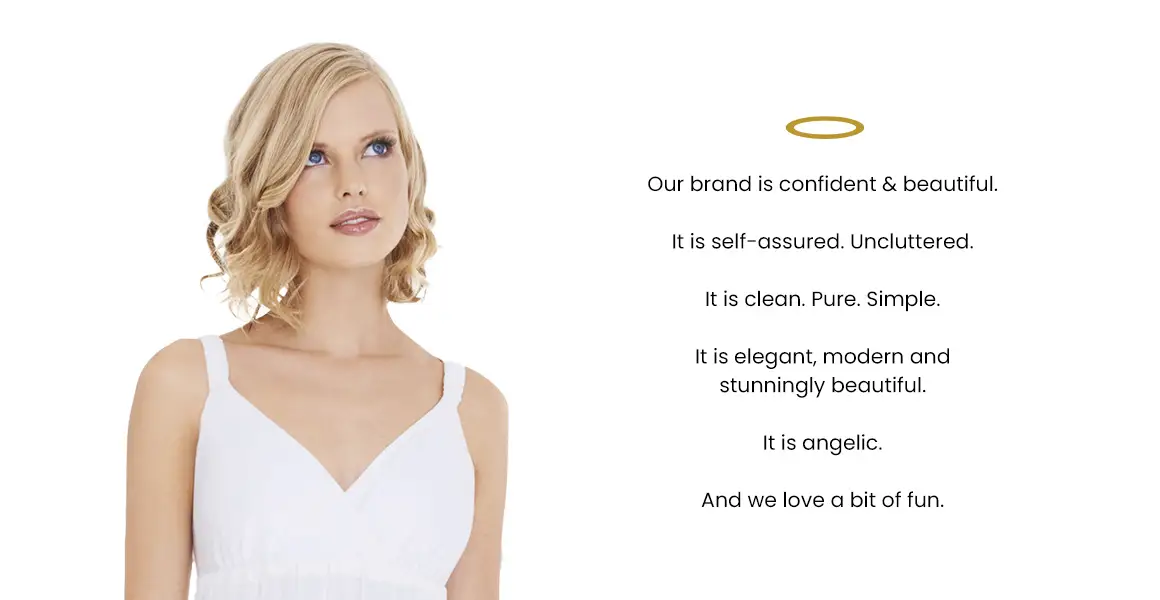 Our brand is confident & beautiful.
It is self-assured. Uncluttered.
It is clean. Pure. Simple.
It is elegant, modern and
stunningly beautiful.
It is angelic.
And we love a bit of fun.